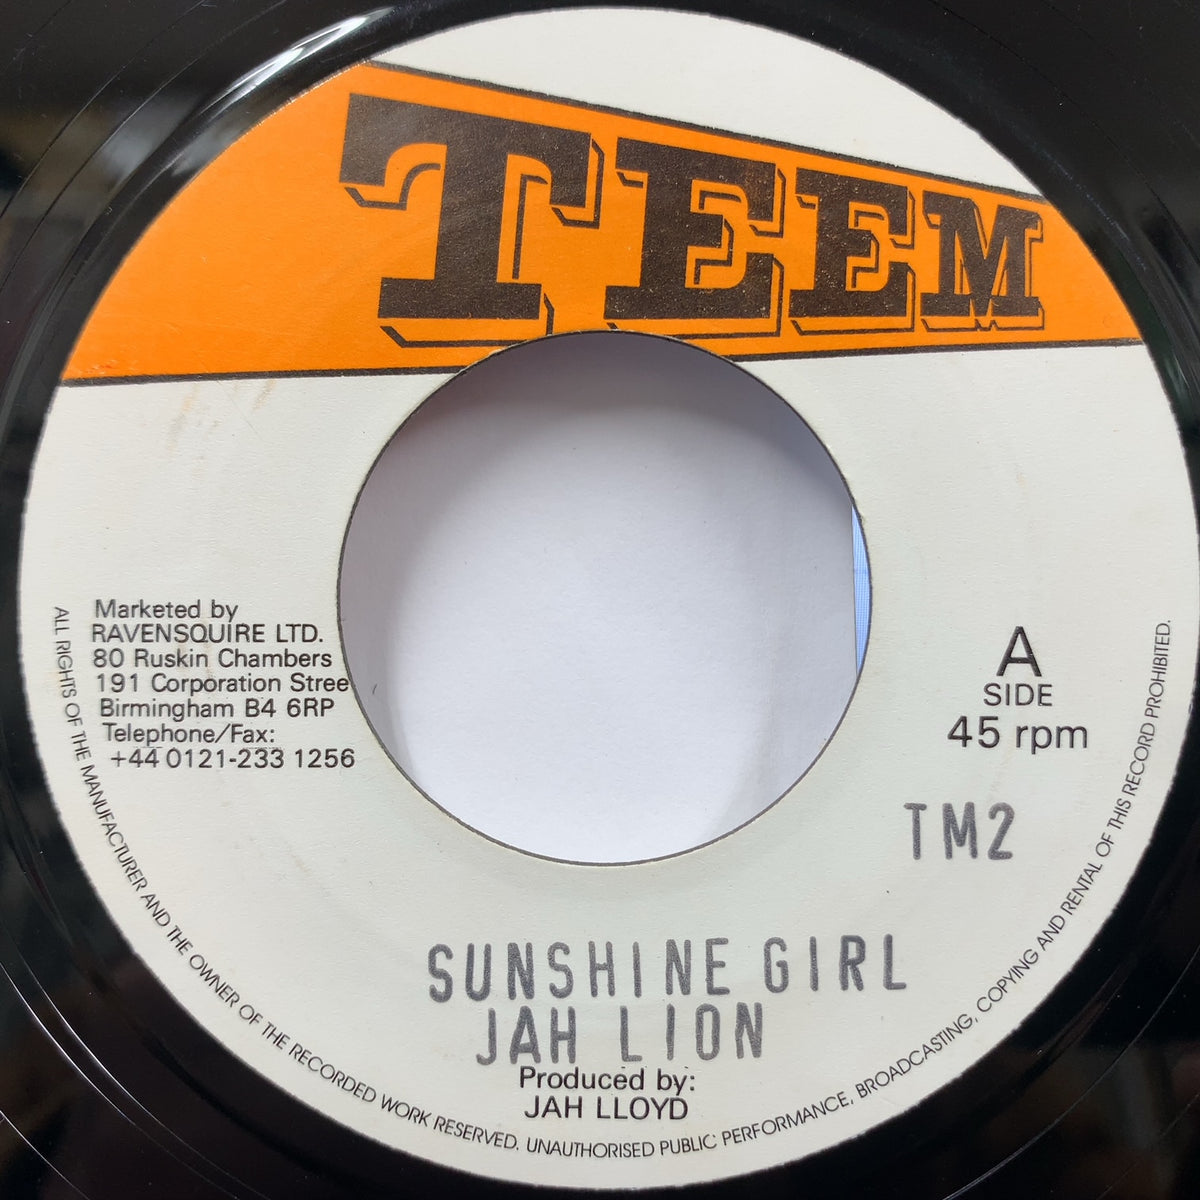 TEEM
Marketed by
RAVENSQUIRE LTD.
80 Ruskin Chambers
191 Corporation Stree
Birmingham B4 6RP
Telephone/Fax:
+44 0121-233 1256
A
SIDE
45 rpm
TM2
SUNSHINE GIRL
JAH LION
Produced by:
JAH LLOYD
ALL RIGHTS OF THE MANUFACTURER AND THE OWNER OF THE RECORDED WORK RESERVED. UNAUTHORISED PUBLIC PERFORMANCE, BROADCASTING, COPYING AND RENTAL OF THIS RECORD PROHIBITED.